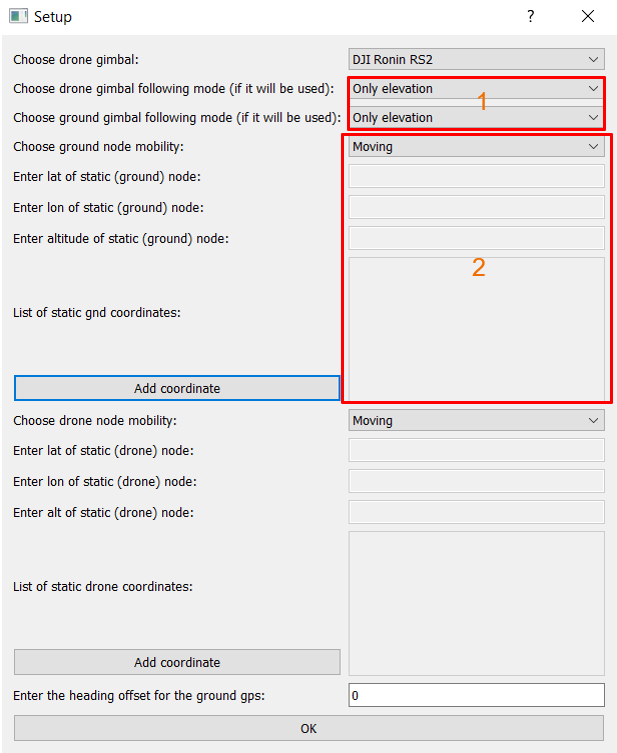 Setup
?
Choose drone gimbal: DJI Ronin RS2
Choose drone gimbal following mode (if it will be used): Only elevation
1
Choose ground gimbal following mode (if it will be used): Only elevation
Choose ground node mobility: Moving
Enter lat of static (ground) node:
Enter lon of static (ground) node:
Enter altitude of static (ground) node:
2
List of static gnd coordinates:
Add coordinate
Choose drone node mobility: Moving
Enter lat of static (drone) node:
Enter lon of static (drone) node:
Enter alt of static (drone) node:
List of static drone coordinates:
Add coordinate
Enter the heading offset for the ground gps: 0
OK